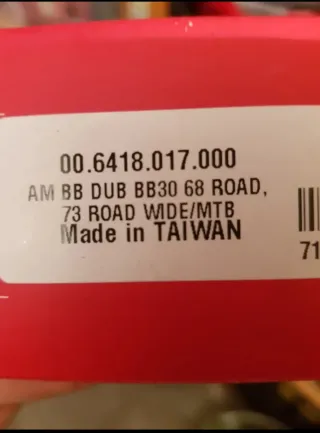 00.6418.017.000
AM BB DUB BB30 68 ROAD,
73 ROAD WIDE/MTB
Made in TAIWAN
71